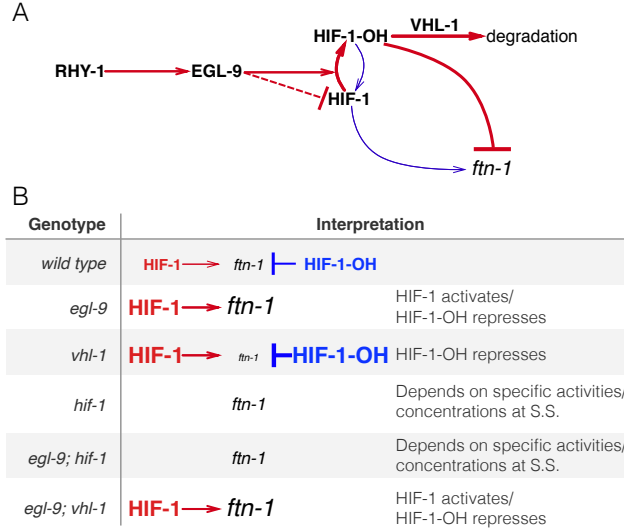 A
HIF-1-OH VHL-1 degradation
RHY-1 EGL-9
HIF-1
ftn-1
B
Genotype Interpretation
wild type HIF-1 ftn-1 HIF-1-OH
egl-9 HIF-1 ftn-1 HIF-1 activates/
HIF-1-OH represses
vhl-1 HIF-1 ftn-1 HIF-1-OH HIF-1-OH represses
hif-1 ftn-1 Depends on specific activities/
concentrations at S.S.
egl-9; hif-1 ftn-1 Depends on specific activities/
concentrations at S.S.
egl-9; vhl-1 HIF-1 ftn-1 HIF-1 activates/
HIF-1-OH represses